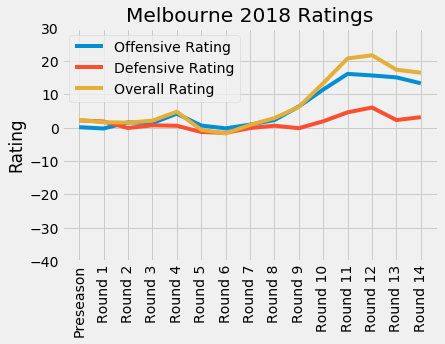 Melbourne 2018 Ratings
Offensive Rating
Defensive Rating
Overall Rating
Rating
30
20
10
0
−10
−20
−30
−40
Preseason
Round 1
Round 2
Round 3
Round 4
Round 5
Round 6
Round 7
Round 8
Round 9
Round 10
Round 11
Round 12
Round 13
Round 14